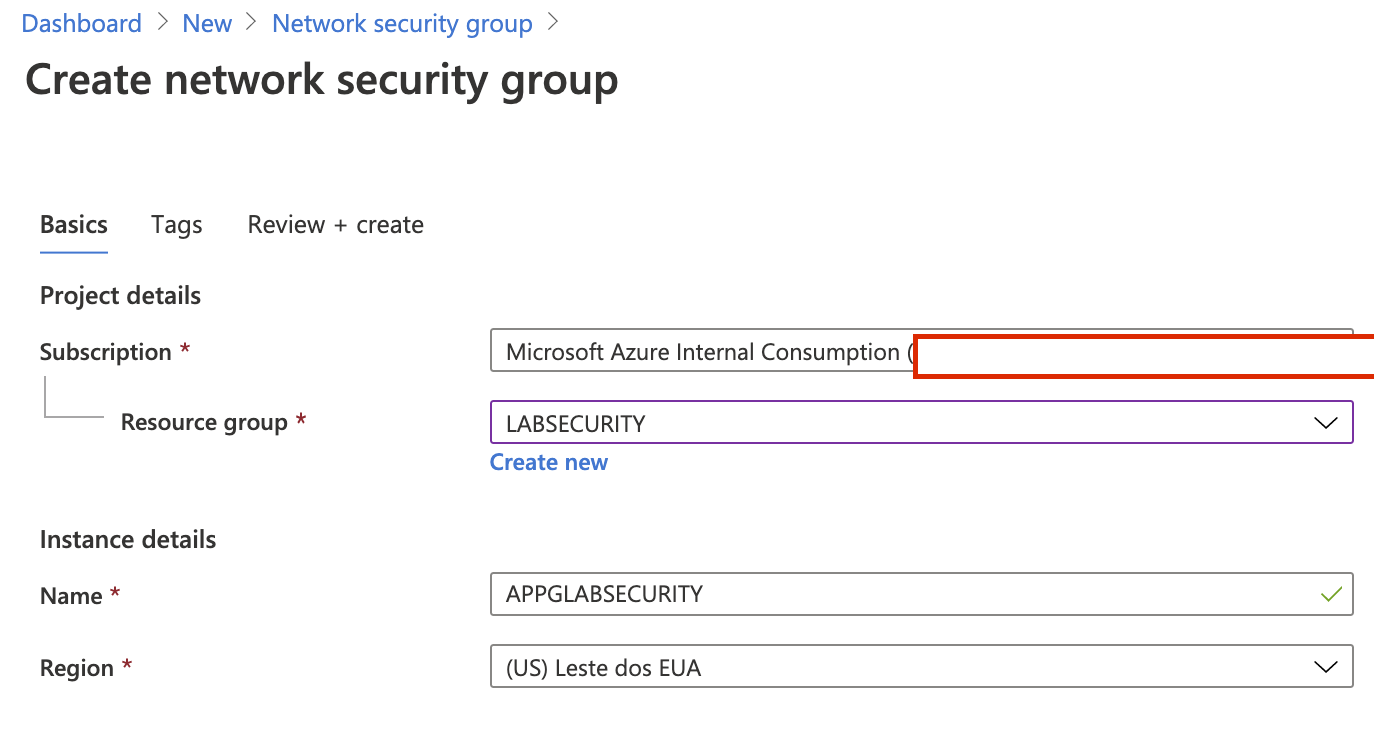 Dashboard > New > Network security group >
Create network security group
Basics Tags Review + create
Project details
Subscription * Microsoft Azure Internal Consumption (
Resource group * LABSECURITY
Create new
Instance details
Name * APPGLABSECURITY
Region * (US) Leste dos EUA